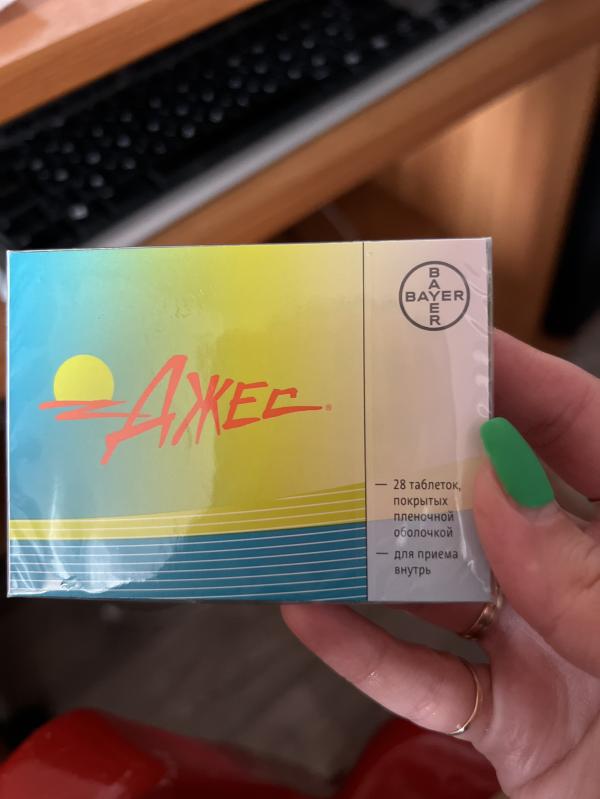 ДЖЕС®
BAYER
BAYER
— 28 таблеток,
покрытых
пленочной
оболочкой
— для приема
внутрь